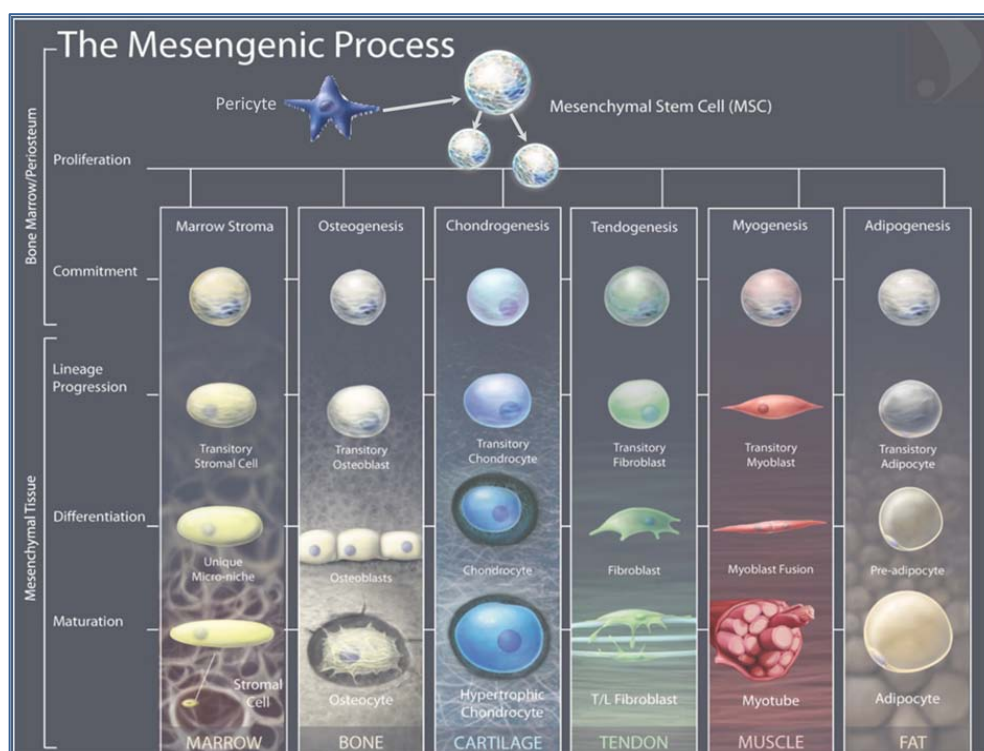 The Mesengenic Process
Pericyte
Mesenchymal Stem Cell (MSC)
Bone Marrow/Periosteum
Proliferation
Marrow Stroma
Osteogenesis
Chondrogenesis
Tendogenesis
Myogenesis
Adipogenesis
Commitment
Mesenchymal Tissue
Lineage
Progression
Transitory
Stromal Cell
Transitory
Osteoblast
Transitory
Chondrocyte
Transitory
Fibroblast
Transitory
Myoblast
Transistory
Adipocyte
Differentiation
Unique
Micro-niche
Osteoblasts
Chondrocyte
Fibroblast
Myoblast Fusion
Pre-adipocyte
Maturation
Stromal
Cell
Osteocyte
Hypertrophic
Chondrocyte
T/L Fibroblast
Myotube
Adipocyte
MARROW
BONE
CARTILAGE
TENDON
MUSCLE
FAT